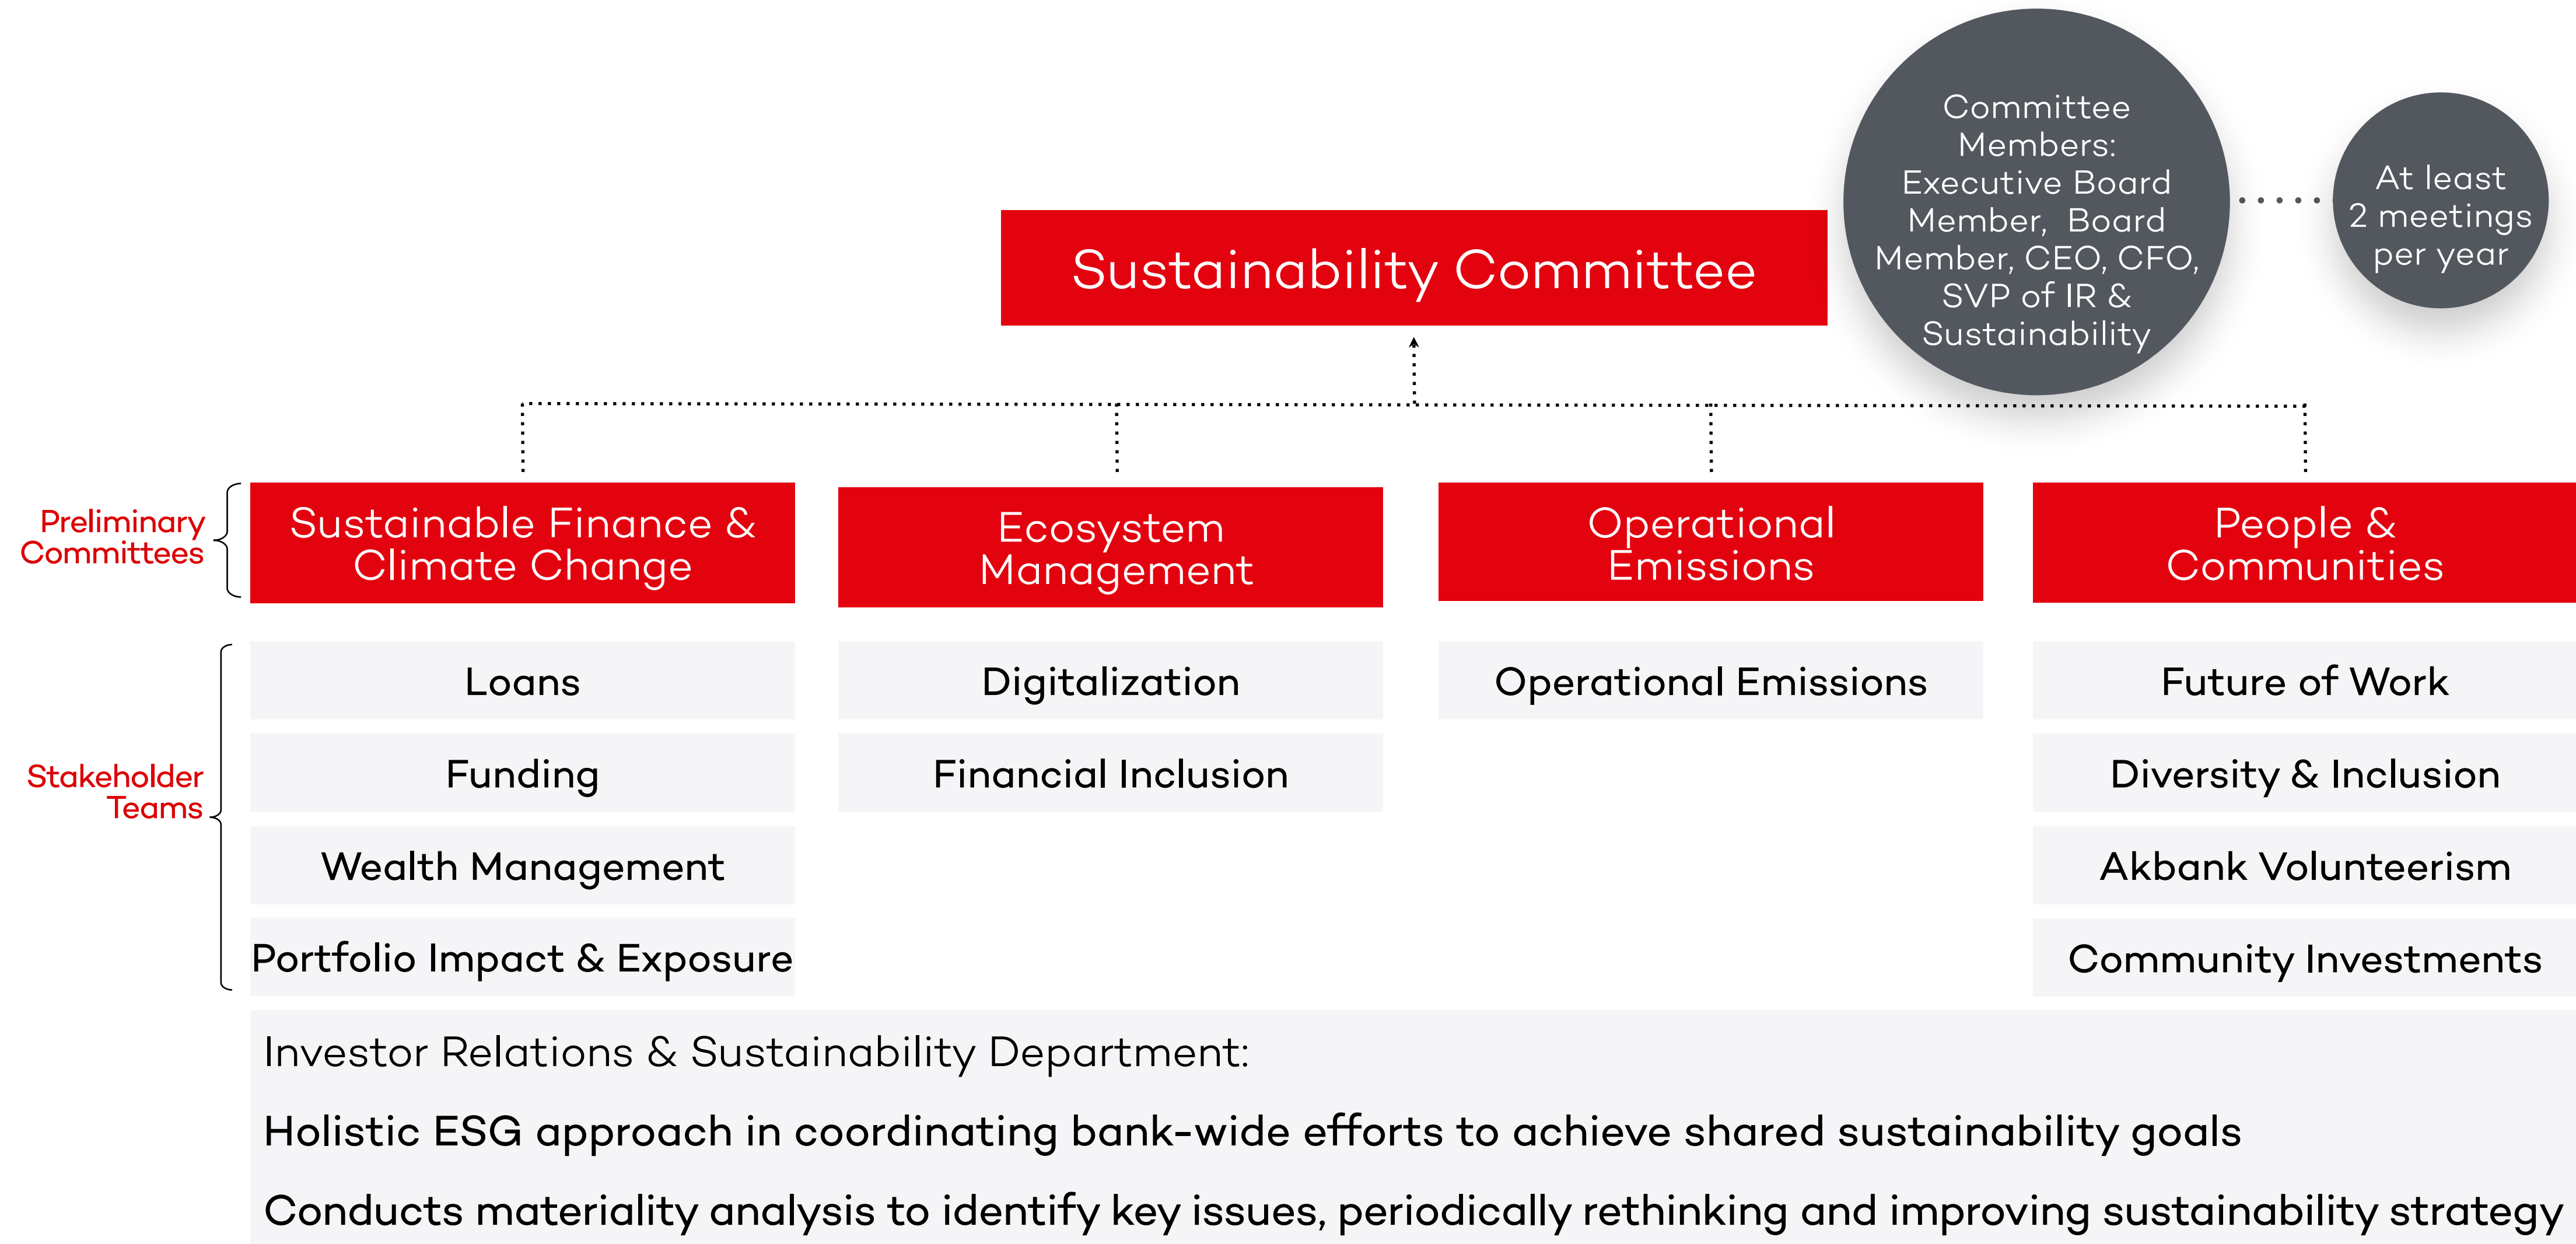 Committee
Members:
Executive Board
Member, Board
Member, CEO, CFO,
SVP of IR &
Sustainability
At least
2 meetings
per year
Sustainability Committee
Preliminary
Committees
Sustainable Finance &
Climate Change
Ecosystem
Management
Operational
Emissions
People &
Communities
Stakeholder
Teams
Loans
Funding
Wealth Management
Portfolio Impact & Exposure
Digitalization
Financial Inclusion
Operational Emissions
Future of Work
Diversity & Inclusion
Akbank Volunteerism
Community Investments
Investor Relations & Sustainability Department:
Holistic ESG approach in coordinating bank-wide efforts to achieve shared sustainability goals
Conducts materiality analysis to identify key issues, periodically rethinking and improving sustainability strategy